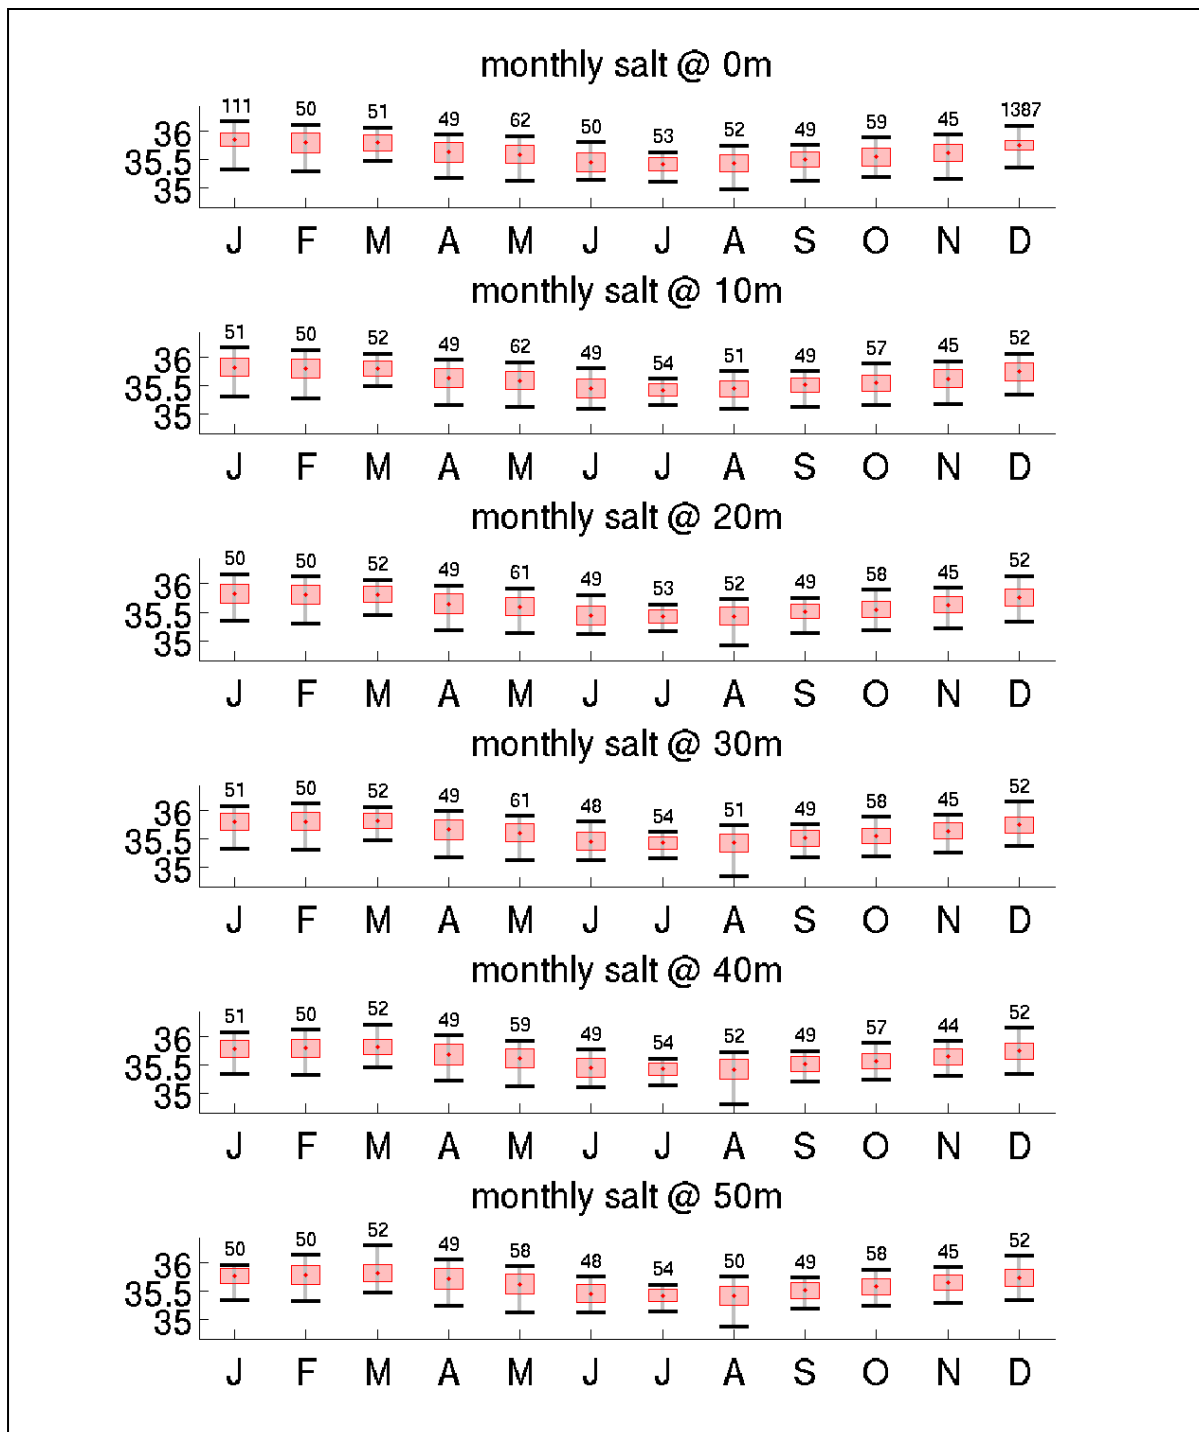 monthly salt @ 0m
111 50 51 49 62 50 53 52 49 59 45 1387
36
35.5
35
J F M A M J J A S O N D
monthly salt @ 10m
51 50 52 49 62 49 54 51 49 57 45 52
36
35.5
35
J F M A M J J A S O N D
monthly salt @ 20m
50 50 52 49 61 49 53 52 49 58 45 52
36
35.5
35
J F M A M J J A S O N D
monthly salt @ 30m
51 50 52 49 61 48 54 51 49 58 45 52
36
35.5
35
J F M A M J J A S O N D
monthly salt @ 40m
51 50 52 49 59 49 54 52 49 57 44 52
36
35.5
35
J F M A M J J A S O N D
monthly salt @ 50m
50 50 52 49 58 48 54 50 49 58 45 52
36
35.5
35
J F M A M J J A S O N D